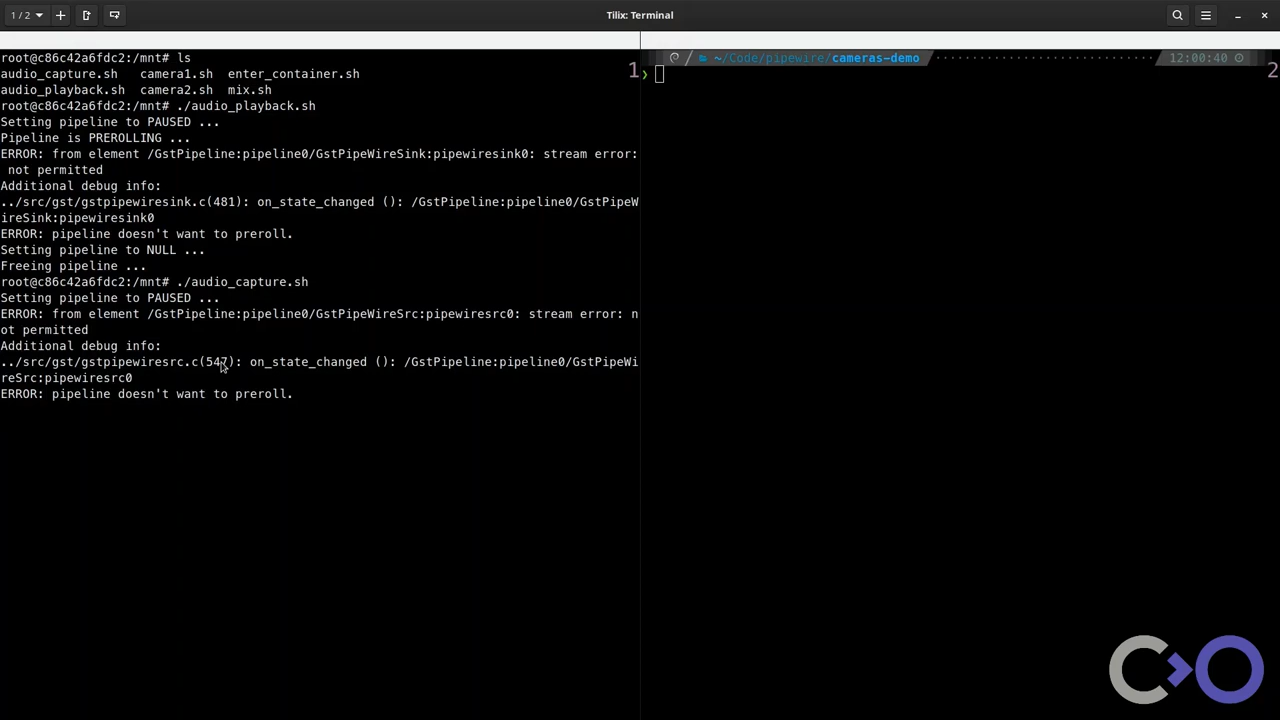 1 / 2
Tilix: Terminal
root@c86c42a6fdc2:/mnt# ls
audio_capture.sh camera1.sh enter_container.sh
audio_playback.sh camera2.sh mix.sh
root@c86c42a6fdc2:/mnt# ./audio_playback.sh
Setting pipeline to PAUSED ...
Pipeline is PREROLLING ...
ERROR: from element /GstPipeline:pipeline0/GstPipeWireSink:pipewiresink0: stream error:
 not permitted
Additional debug info:
../src/gst/gstpipewiresink.c(481): on_state_changed (): /GstPipeline:pipeline0/GstPipeW
ireSink:pipewiresink0
ERROR: pipeline doesn't want to preroll.
Setting pipeline to NULL ...
Freeing pipeline ...
root@c86c42a6fdc2:/mnt# ./audio_capture.sh
Setting pipeline to PAUSED ...
ERROR: from element /GstPipeline:pipeline0/GstPipeWireSrc:pipewiresrc0: stream error: n
ot permitted
Additional debug info:
../src/gst/gstpipewiresrc.c(547): on_state_changed (): /GstPipeline:pipeline0/GstPipeWi
reSrc:pipewiresrc0
ERROR: pipeline doesn't want to preroll.
1
~/Code/pipewire/cameras-demo
12:00:40
2
❯